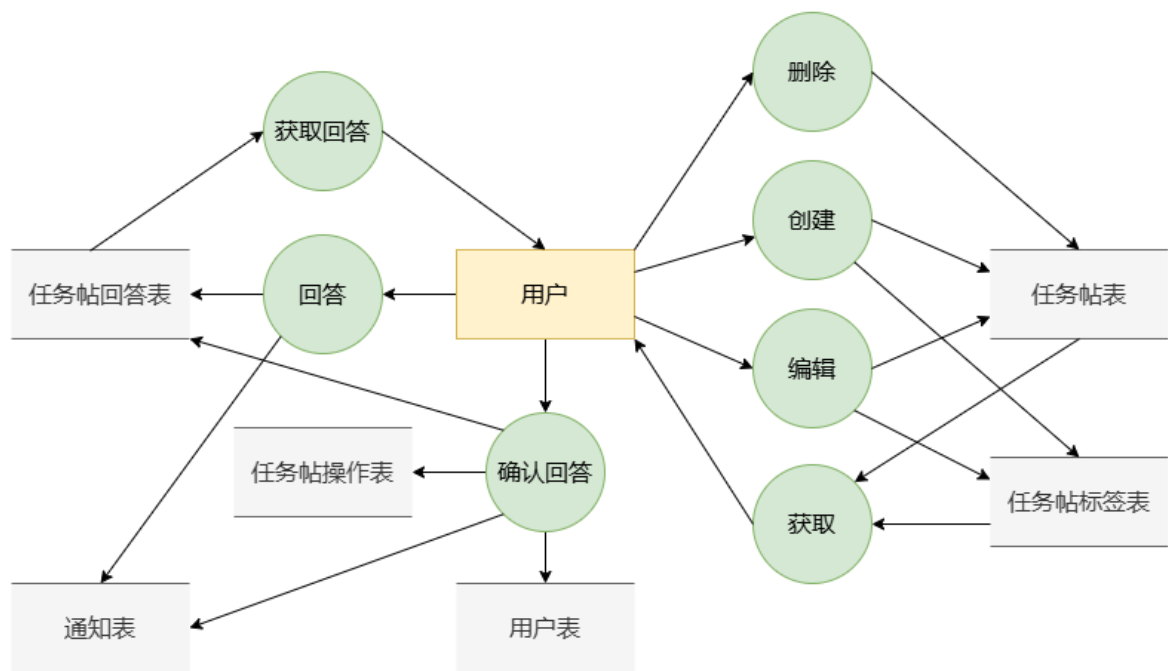 删除
获取回答
创建
任务帖回答表
回答
用户
任务帖表
编辑
任务帖操作表
确认回答
任务帖标签表
获取
通知表
用户表